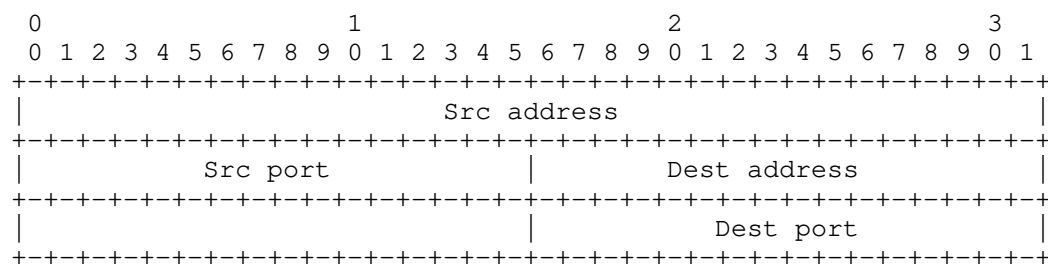 0                   1                   2                   3
0 1 2 3 4 5 6 7 8 9 0 1 2 3 4 5 6 7 8 9 0 1 2 3 4 5 6 7 8 9 0 1
+-+-+-+-+-+-+-+-+-+-+-+-+-+-+-+-+-+-+-+-+-+-+-+-+-+-+-+-+-+-+-+-+
|                          Src address                          |
+-+-+-+-+-+-+-+-+-+-+-+-+-+-+-+-+-+-+-+-+-+-+-+-+-+-+-+-+-+-+-+-+
|           Src port            |        Dest address           |
+-+-+-+-+-+-+-+-+-+-+-+-+-+-+-+-+-+-+-+-+-+-+-+-+-+-+-+-+-+-+-+-+
|                               |           Dest port           |
+-+-+-+-+-+-+-+-+-+-+-+-+-+-+-+-+-+-+-+-+-+-+-+-+-+-+-+-+-+-+-+-+